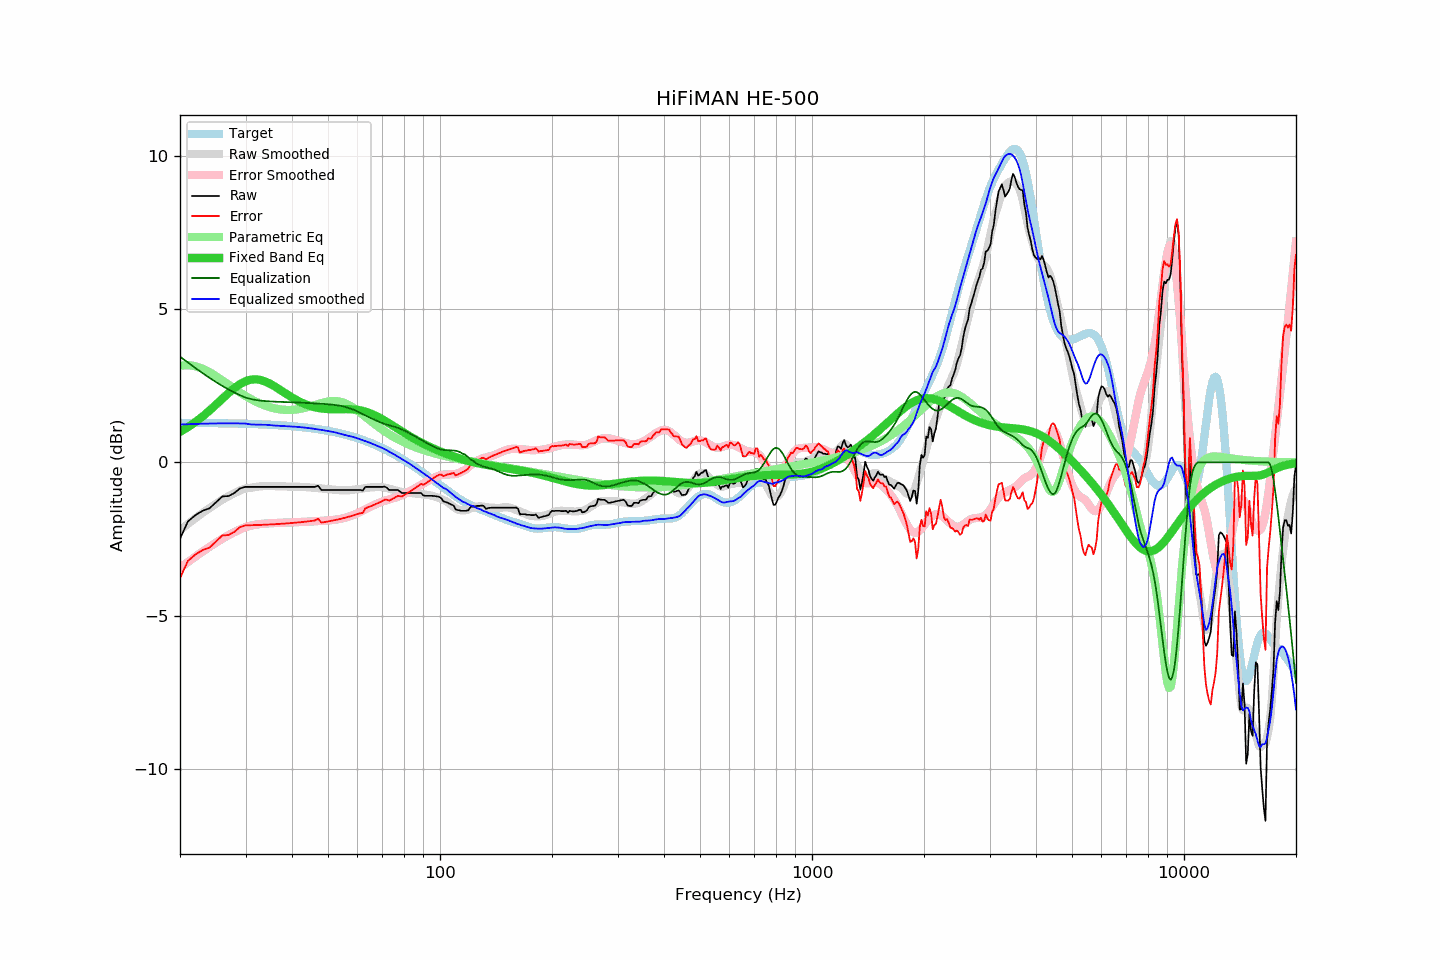 HiFiMAN HE-500
Target
Raw Smoothed
Error Smoothed
Raw
Error
Parametric Eq
Fixed Band Eq
Equalization
Equalized smoothed
10
5
0
−5
−10
Amplitude (dBr)
100
1000
10000
Frequency (Hz)